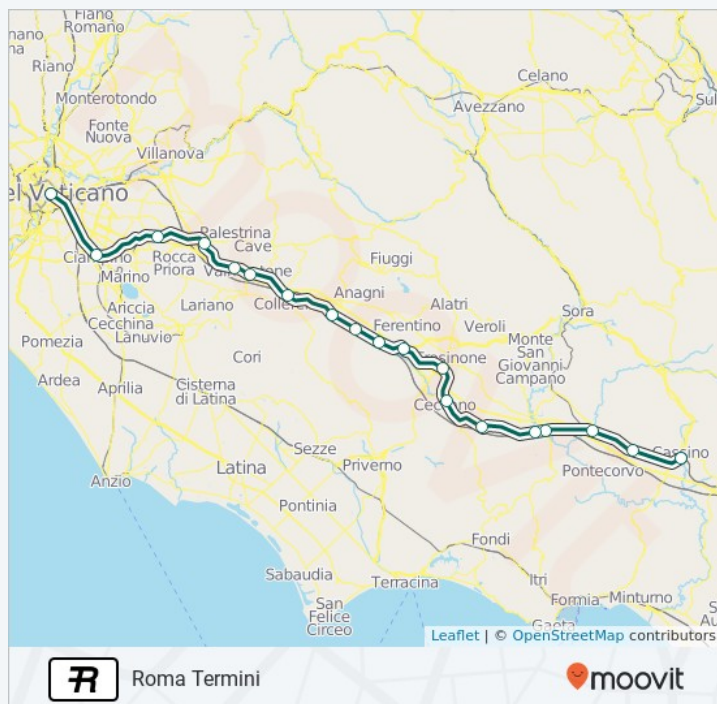 Fiano
Romano
Riano
Monterotondo
Fonte
Nuova
Villanova
Celano
Avezzano
el Vaticano
Palestrina
Cave
Rocca
Priora
Marino
Ariccia
Cecchina
Lanuvio
Lariano
Fiuggi
Anagni
Alatri
Ferentino
Veroli
Sora
Monte
San
Giovanni
Campano
Pomezia
Ardea
Aprilia
Cori
Cisterna
di Latina
Latina
Sezze
Priverno
Pontecorvo
Anzio
Pontinia
Fondi
Itri
Sabaudia
Terracina
Formia
Minturno
San
Felice
Circeo
Gaeta
Cassino
Leaflet | © OpenStreetMap contributors
R Roma Termini
moovit